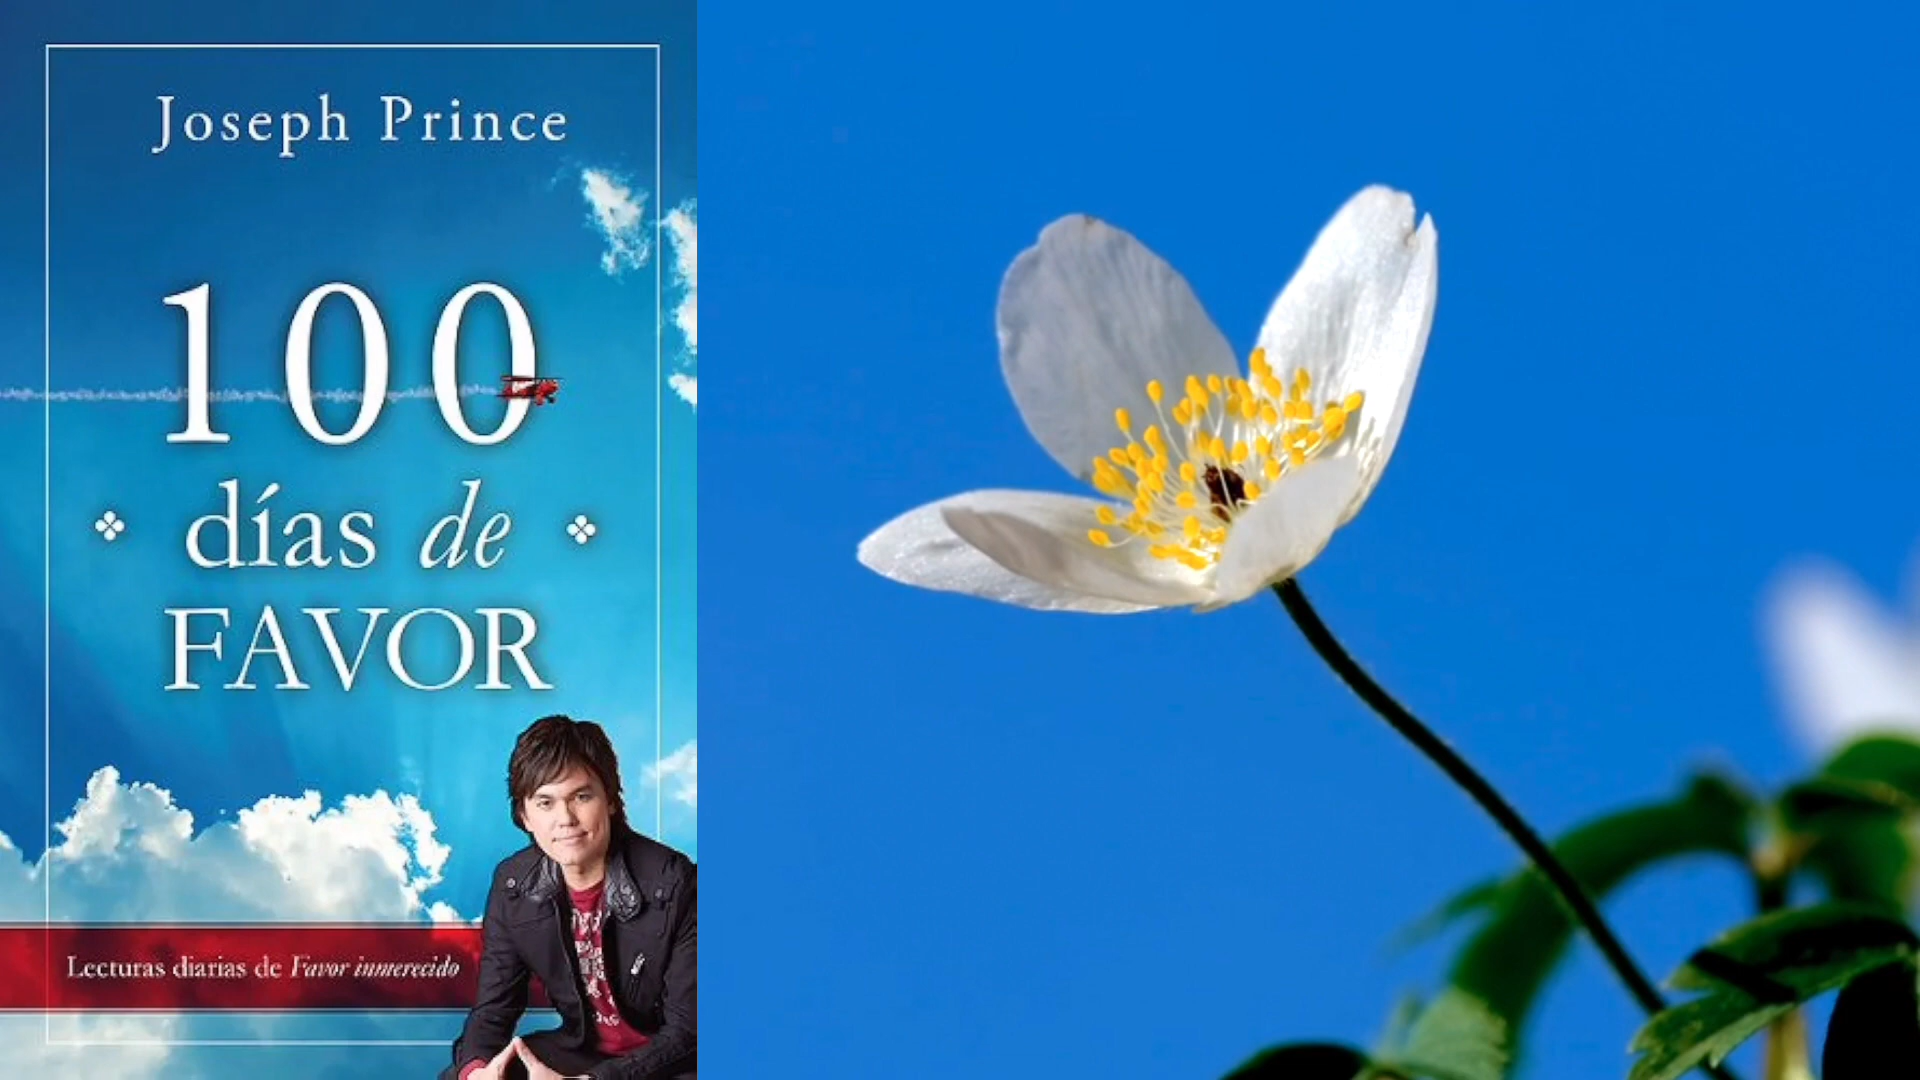 Joseph Prince
100
días de
FAVOR
Lecturas diarias de Favor inmerecido